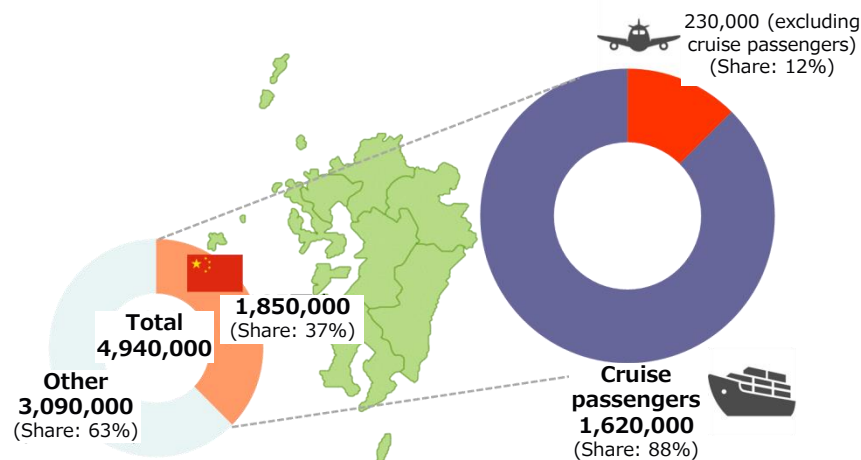 230,000 (excluding
cruise passengers)
(Share: 12%)
1,850,000
(Share: 37%)
Total
4,940,000
Other
3,090,000
(Share: 63%)
Cruise
passengers
1,620,000
(Share: 88%)